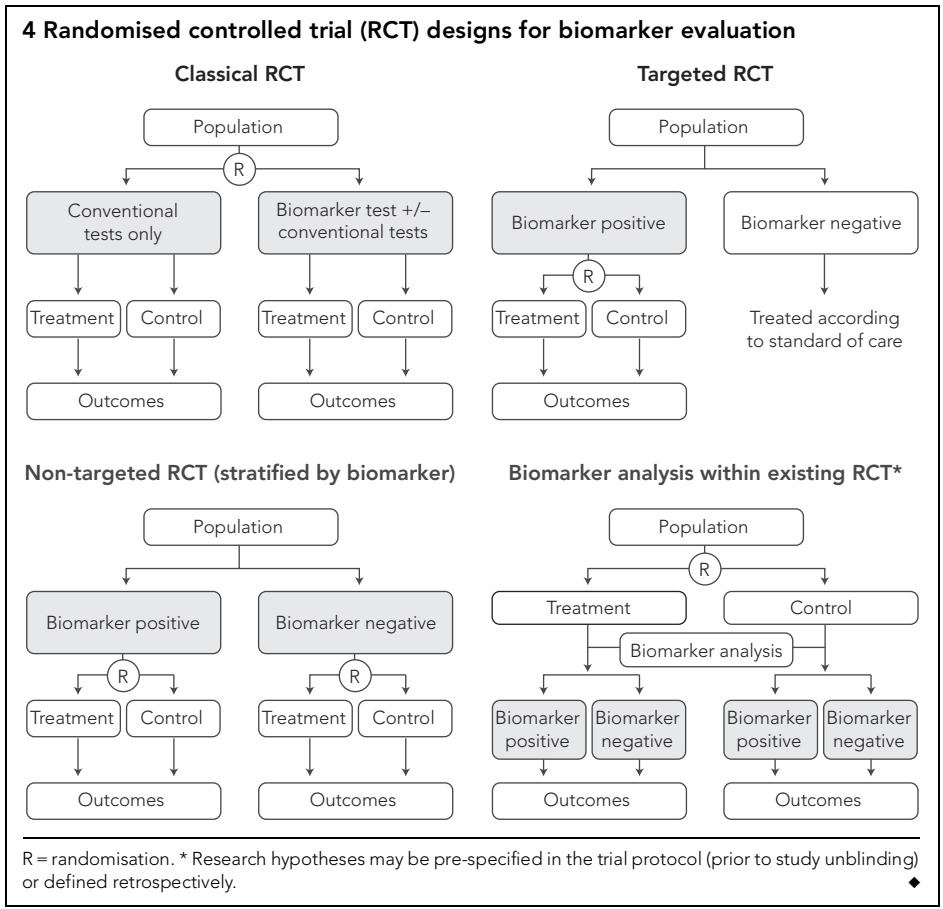 4 Randomised controlled trial (RCT) designs for biomarker evaluation
Classical RCT
Population
R
Conventional
tests only
Biomarker test +/–
conventional tests
Treatment
Control
Treatment
Control
Outcomes
Outcomes
Targeted RCT
Population
Biomarker positive
Biomarker negative
R
Treatment
Control
Treated according
to standard of care
Outcomes
Non-targeted RCT (stratified by biomarker)
Population
Biomarker positive
Biomarker negative
R
R
Treatment
Control
Treatment
Control
Outcomes
Outcomes
Biomarker analysis within existing RCT*
Population
R
Treatment
Control
Biomarker analysis
Biomarker
positive
Biomarker
negative
Biomarker
positive
Biomarker
negative
Outcomes
Outcomes
R = randomisation. * Research hypotheses may be pre-specified in the trial protocol (prior to study unblinding)
or defined retrospectively. ◆